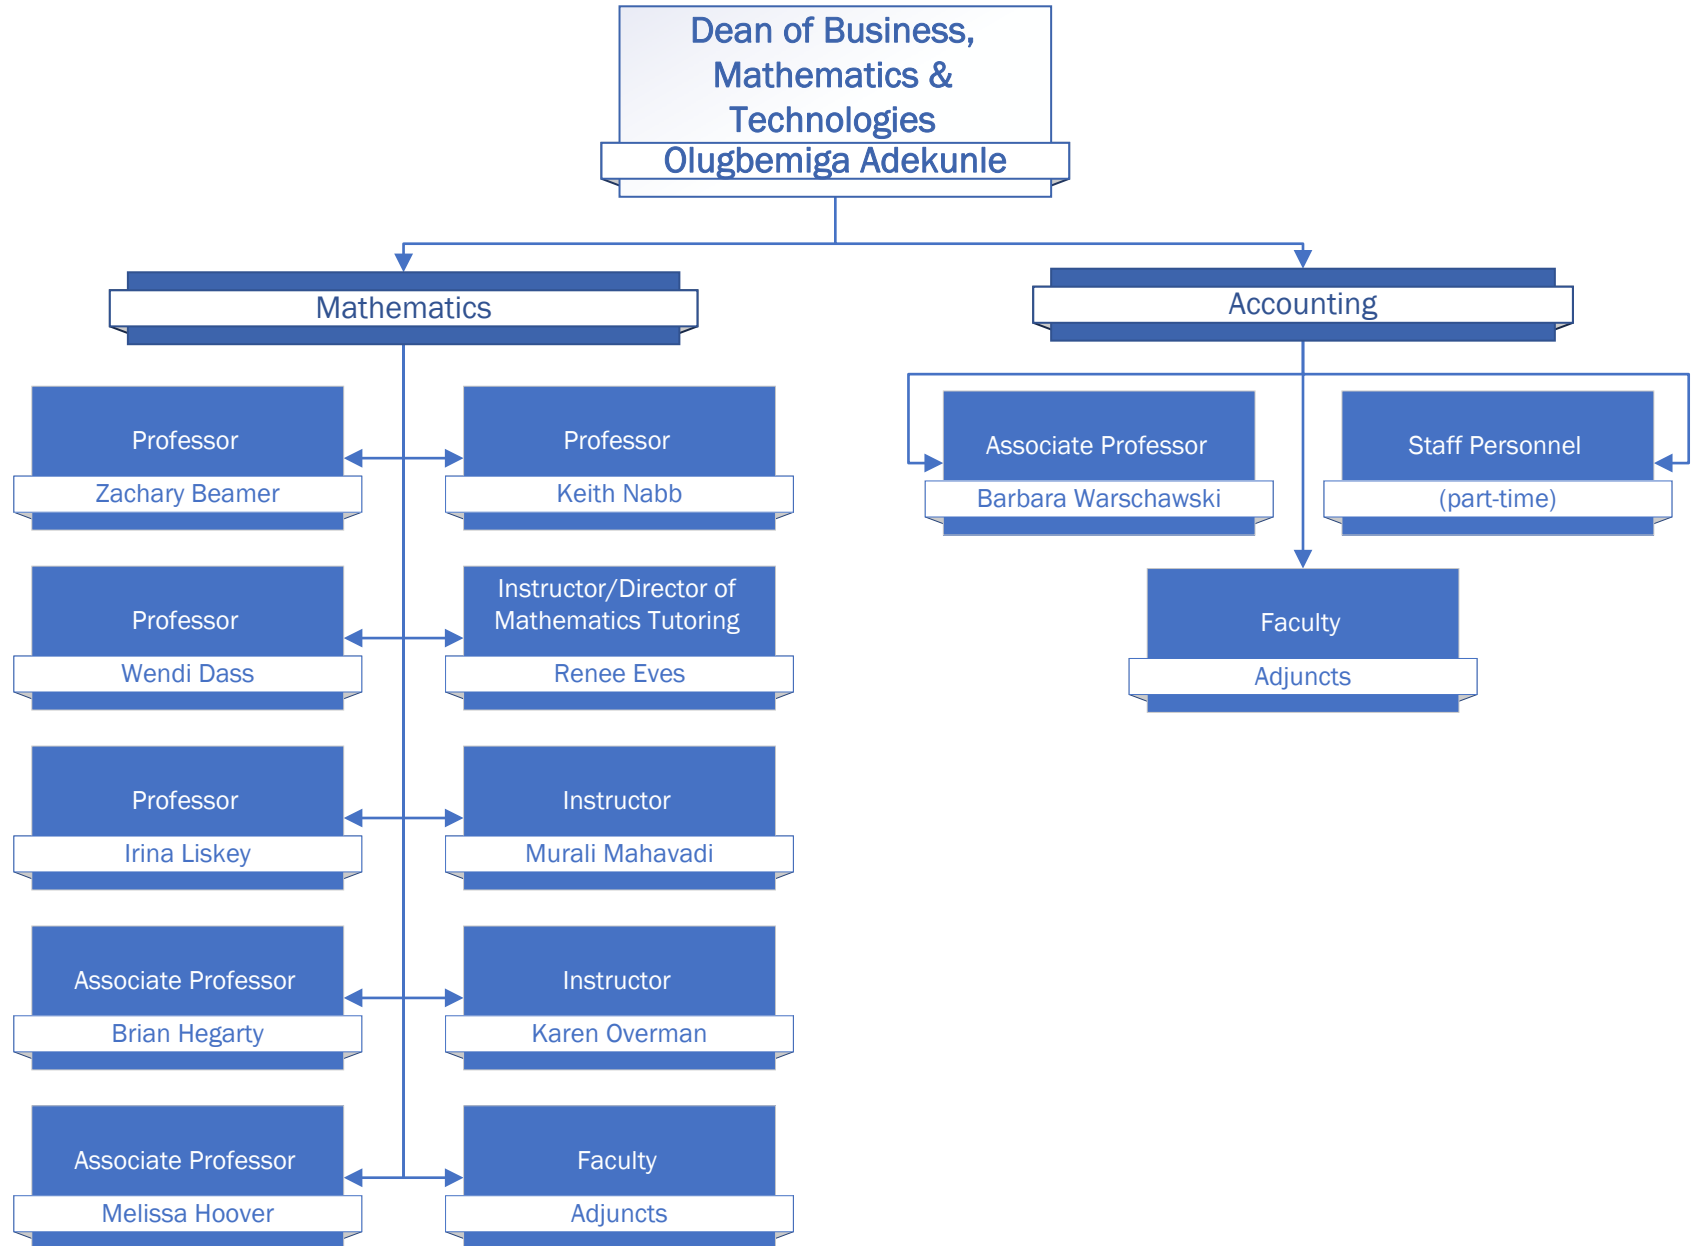 Dean of Business,
Mathematics &
Technologies
Olugbemiga Adekunle
Mathematics
Accounting
Professor
Zachary Beamer
Professor
Keith Nabb
Associate Professor
Barbara Warschawski
Staff Personnel
(part-time)
Professor
Wendi Dass
Instructor/Director of
Mathematics Tutoring
Renee Eves
Faculty
Adjuncts
Professor
Irina Liskey
Instructor
Murali Mahavadi
Associate Professor
Brian Hegarty
Instructor
Karen Overman
Associate Professor
Melissa Hoover
Faculty
Adjuncts